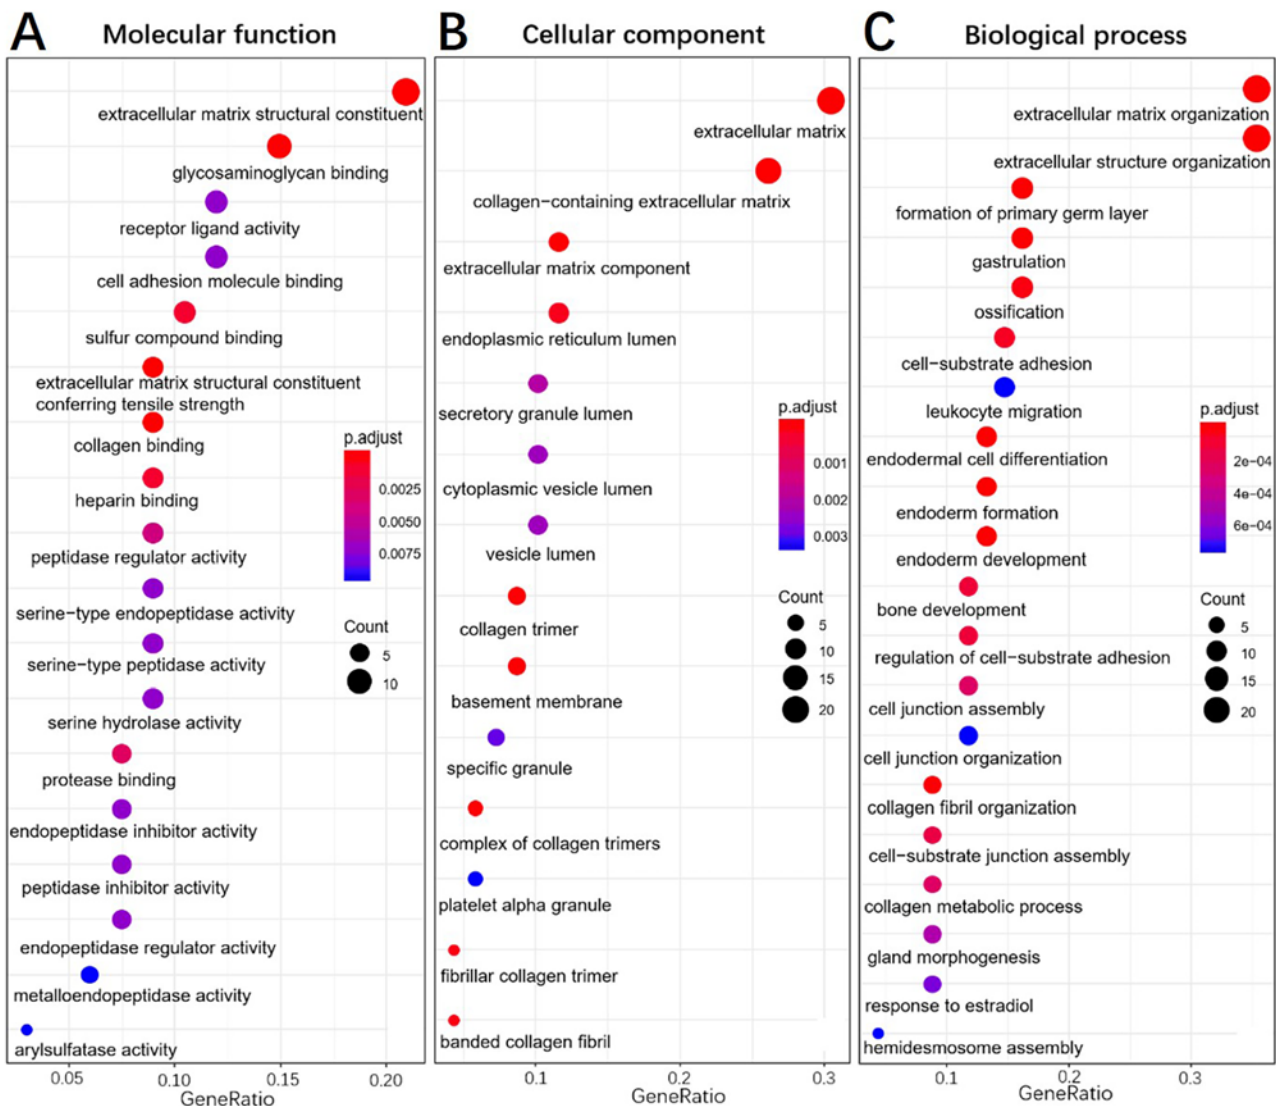 A Molecular function
extracellular matrix structural constituent
glycosaminoglycan binding
receptor ligand activity
cell adhesion molecule binding
sulfur compound binding
extracellular matrix structural constituent
conferring tensile strength
collagen binding
heparin binding
peptidase regulator activity
serine−type endopeptidase activity
serine−type peptidase activity
serine hydrolase activity
protease binding
endopeptidase inhibitor activity
peptidase inhibitor activity
endopeptidase regulator activity
metalloendopeptidase activity
arylsulfatase activity
p.adjust
0.0025
0.0050
0.0075
Count
5
10
0.05 0.10 0.15 0.20
GeneRatio
B Cellular component
extracellular matrix
collagen−containing extracellular matrix
extracellular matrix component
endoplasmic reticulum lumen
secretory granule lumen
cytoplasmic vesicle lumen
vesicle lumen
collagen trimer
basement membrane
specific granule
complex of collagen trimers
platelet alpha granule
fibrillar collagen trimer
banded collagen fibril
p.adjust
0.001
0.002
0.003
Count
5
10
15
20
0.1 0.2 0.3
GeneRatio
C Biological process
extracellular matrix organization
extracellular structure organization
formation of primary germ layer
gastrulation
ossification
cell−substrate adhesion
leukocyte migration
endodermal cell differentiation
endoderm formation
endoderm development
bone development
regulation of cell−substrate adhesion
cell junction assembly
cell junction organization
collagen fibril organization
cell−substrate junction assembly
collagen metabolic process
gland morphogenesis
response to estradiol
hemidesmosome assembly
p.adjust
2e−04
4e−04
6e−04
Count
5
10
15
20
0.1 0.2 0.3
GeneRatio